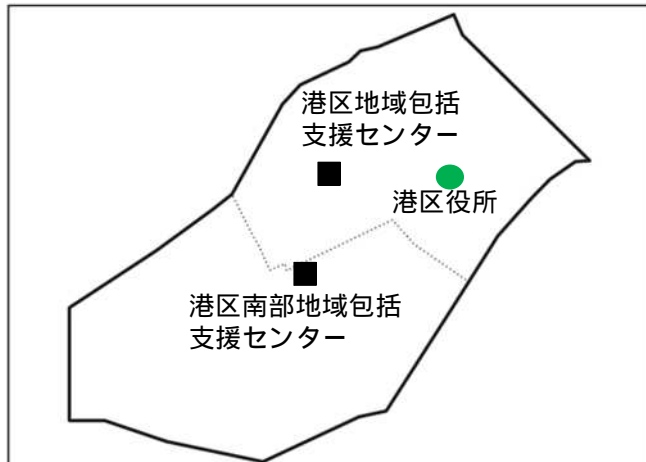 港区地域包括
支援センター
港区役所
港区南部地域包括
支援センター